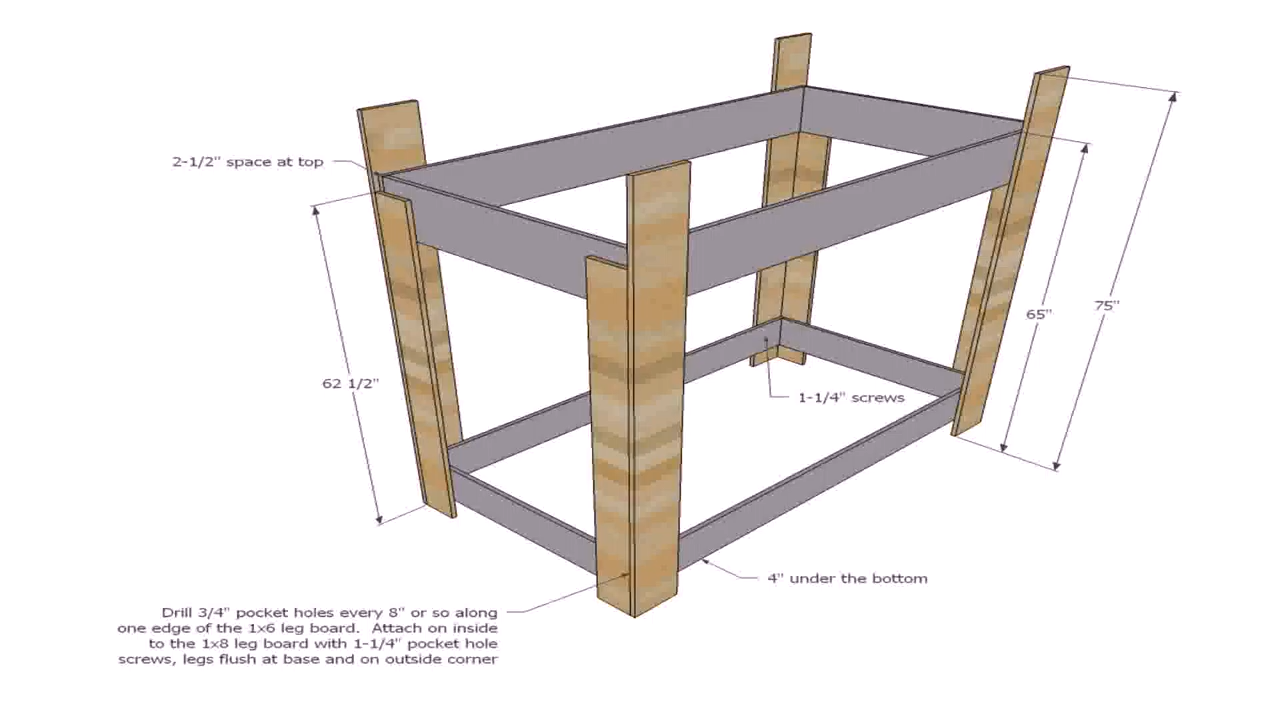 2-1/2" space at top
75"
65"
62 1/2"
1-1/4" screws
4" under the bottom
Drill 3/4" pocket holes every 8" or so along
one edge of the 1x6 leg board.  Attach on inside
to the 1x8 leg board with 1-1/4" pocket hole
screws, legs flush at base and on outside corner